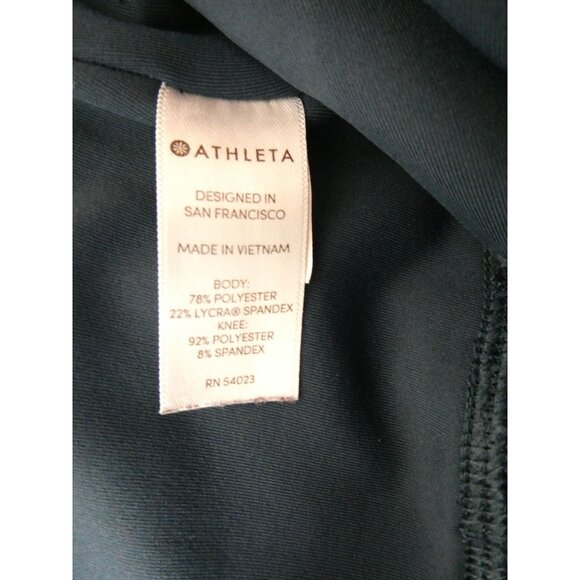 ATHLETA
DESIGNED IN
SAN FRANCISCO
MADE IN VIETNAM
BODY:
78% POLYESTER
22% LYCRA® SPANDEX
KNEE:
92% POLYESTER
8% SPANDEX
RN 54023